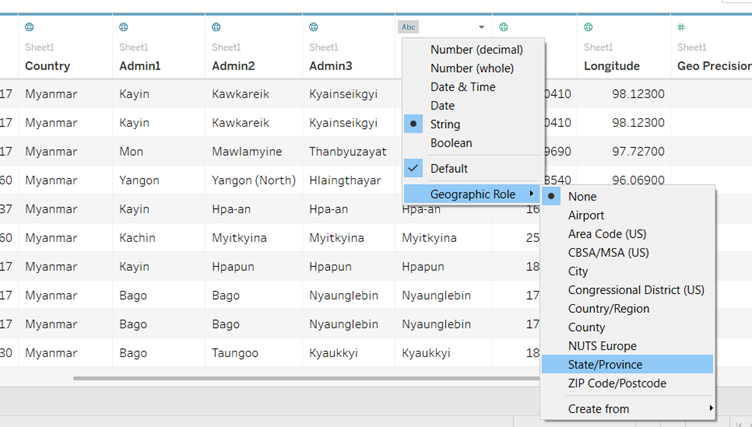 Abc
#
Sheet1 Sheet1 Sheet1 Sheet1 Sheet1 Sheet1
Country Admin1 Admin2 Admin3 Longitude Geo Precision
17 Myanmar Kayin Kawkareik Kyainseikgyi 0410 98.12300
17 Myanmar Kayin Kawkareik Kyainseikgyi 0410 98.12300
17 Myanmar Mon Mawlamyine Thanbyuzayat 9690 97.72700
60 Myanmar Yangon Yangon (North) Hlaingthayar 8540 96.06900
37 Myanmar Kayin Hpa-an Hpa-an Hpa-an 16
60 Myanmar Kachin Myitkyina Myitkyina Myitkyina 25
17 Myanmar Kayin Hpapun Hpapun Hpapun 18
17 Myanmar Bago Bago Nyaunglebin Nyaunglebin 17
17 Myanmar Bago Bago Nyaunglebin Nyaunglebin 17
30 Myanmar Bago Taungoo Kyaukkyi Kyaukkyi 18
Number (decimal)
Number (whole)
Date & Time
Date
String
Boolean
Default
Geographic Role
None
Airport
Area Code (US)
CBSA/MSA (US)
City
Congressional District (US)
Country/Region
County
NUTS Europe
State/Province
ZIP Code/Postcode
Create from